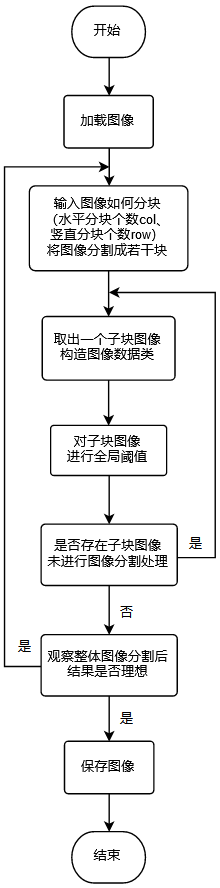 开始
加载图像
输入图像如何分块
(水平分块个数col、
竖直分块个数row)
将图像分割成若干块
取出一个子块图像
构造图像数据类
对子块图像
进行全局阈值
是否存在子块图像
未进行图像分割处理
是
否
观察整体图像分割后
结果是否理想
是
是
保存图像
结束